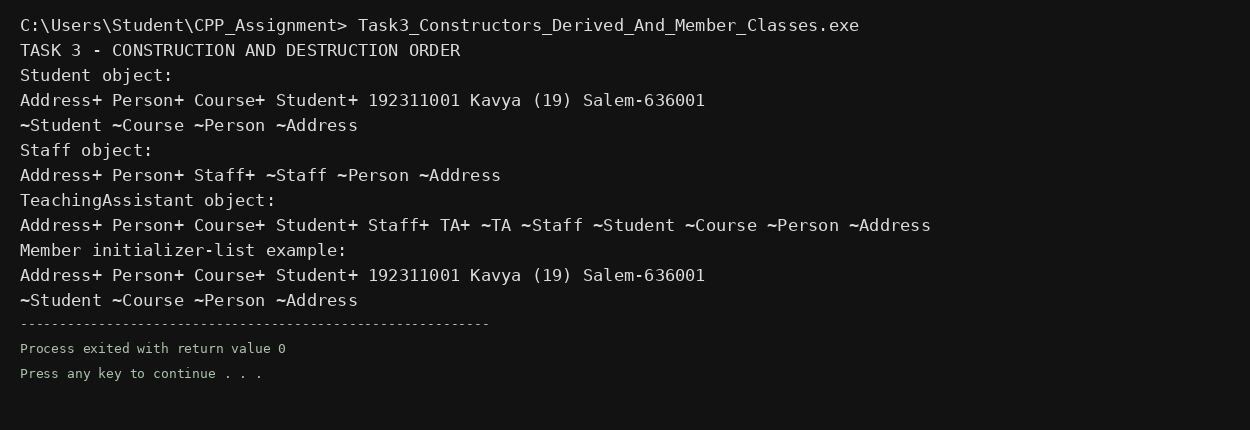 C:\Users\Student\CPP_Assignment> Task3_Constructors_Derived_And_Member_Classes.exe
TASK 3 - CONSTRUCTION AND DESTRUCTION ORDER
Student object:
Address+ Person+ Course+ Student+ 192311001 Kavya (19) Salem-636001
~Student ~Course ~Person ~Address
Staff object:
Address+ Person+ Staff+ ~Staff ~Person ~Address
TeachingAssistant object:
Address+ Person+ Course+ Student+ Staff+ TA+ ~TA ~Staff ~Student ~Course ~Person ~Address
Member initializer-list example:
Address+ Person+ Course+ Student+ 192311001 Kavya (19) Salem-636001
~Student ~Course ~Person ~Address
------------------------------------------------------------
Process exited with return value 0
Press any key to continue . . .